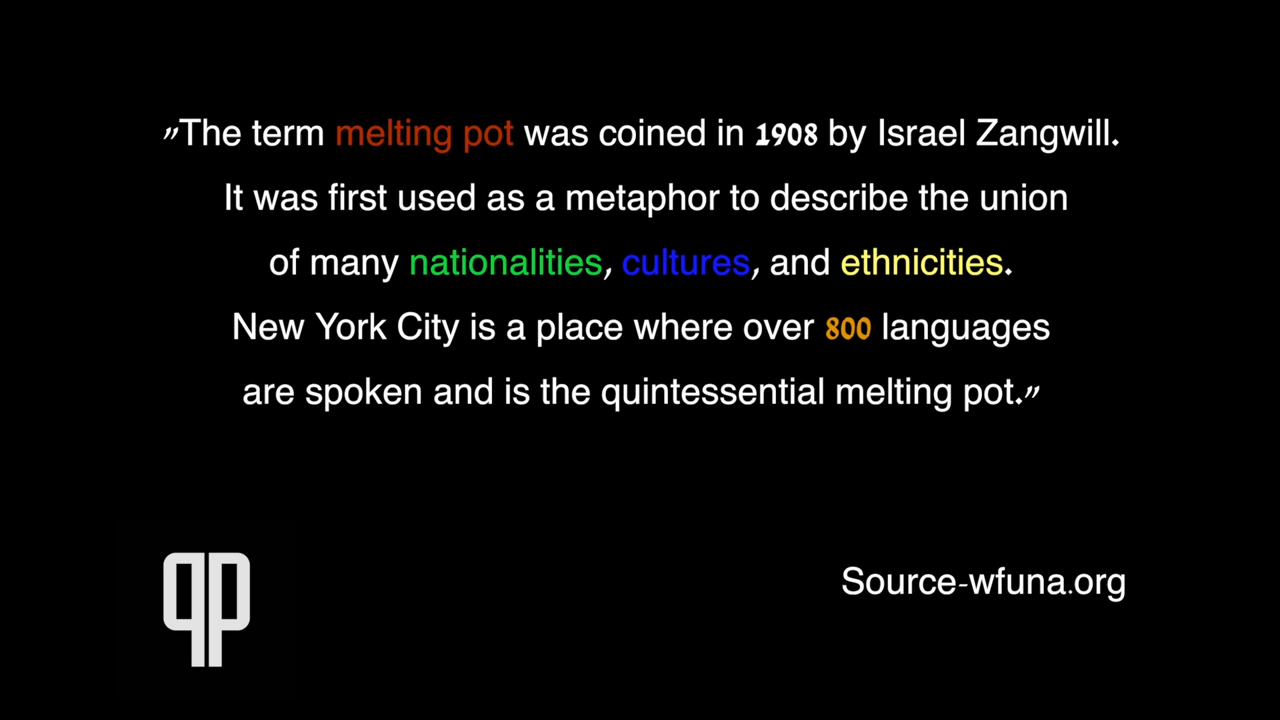 "The term melting pot was coined in 1908 by Israel Zangwill.
It was first used as a metaphor to describe the union
of many nationalities, cultures, and ethnicities.
New York City is a place where over 800 languages
are spoken and is the quintessential melting pot."
qp
Source-wfuna.org